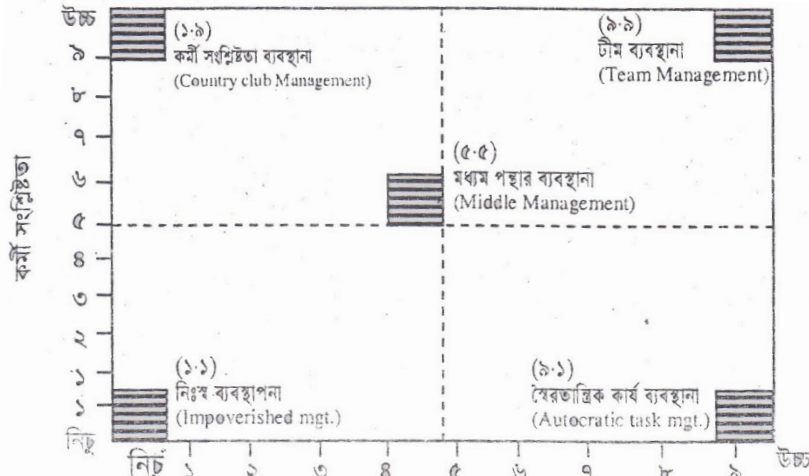 উচ্চ
(১·৯)
কর্মী সংশ্লিষ্টতা ব্যবস্থানা
(Country club Management)
(৯·৯)
টীম ব্যবস্থানা
(Team Management)
৯
৮
৭
৬
৫
৪
৩
২
১
১
নিচু
কর্মী সংশ্লিষ্টতা
(৫·৫)
মধ্যম পন্থার ব্যবস্থানা
(Middle Management)
(১·১)
নিঃস্ব ব্যবস্থাপনা
(Impoverished mgt.)
(৯·১)
স্বৈরতান্ত্রিক কার্য ব্যবস্থানা
(Autocratic task mgt.)
নিচু ১ ২ ৩ ৪ ৫ ৬ ৭ ৮ ৯ উচ্চ